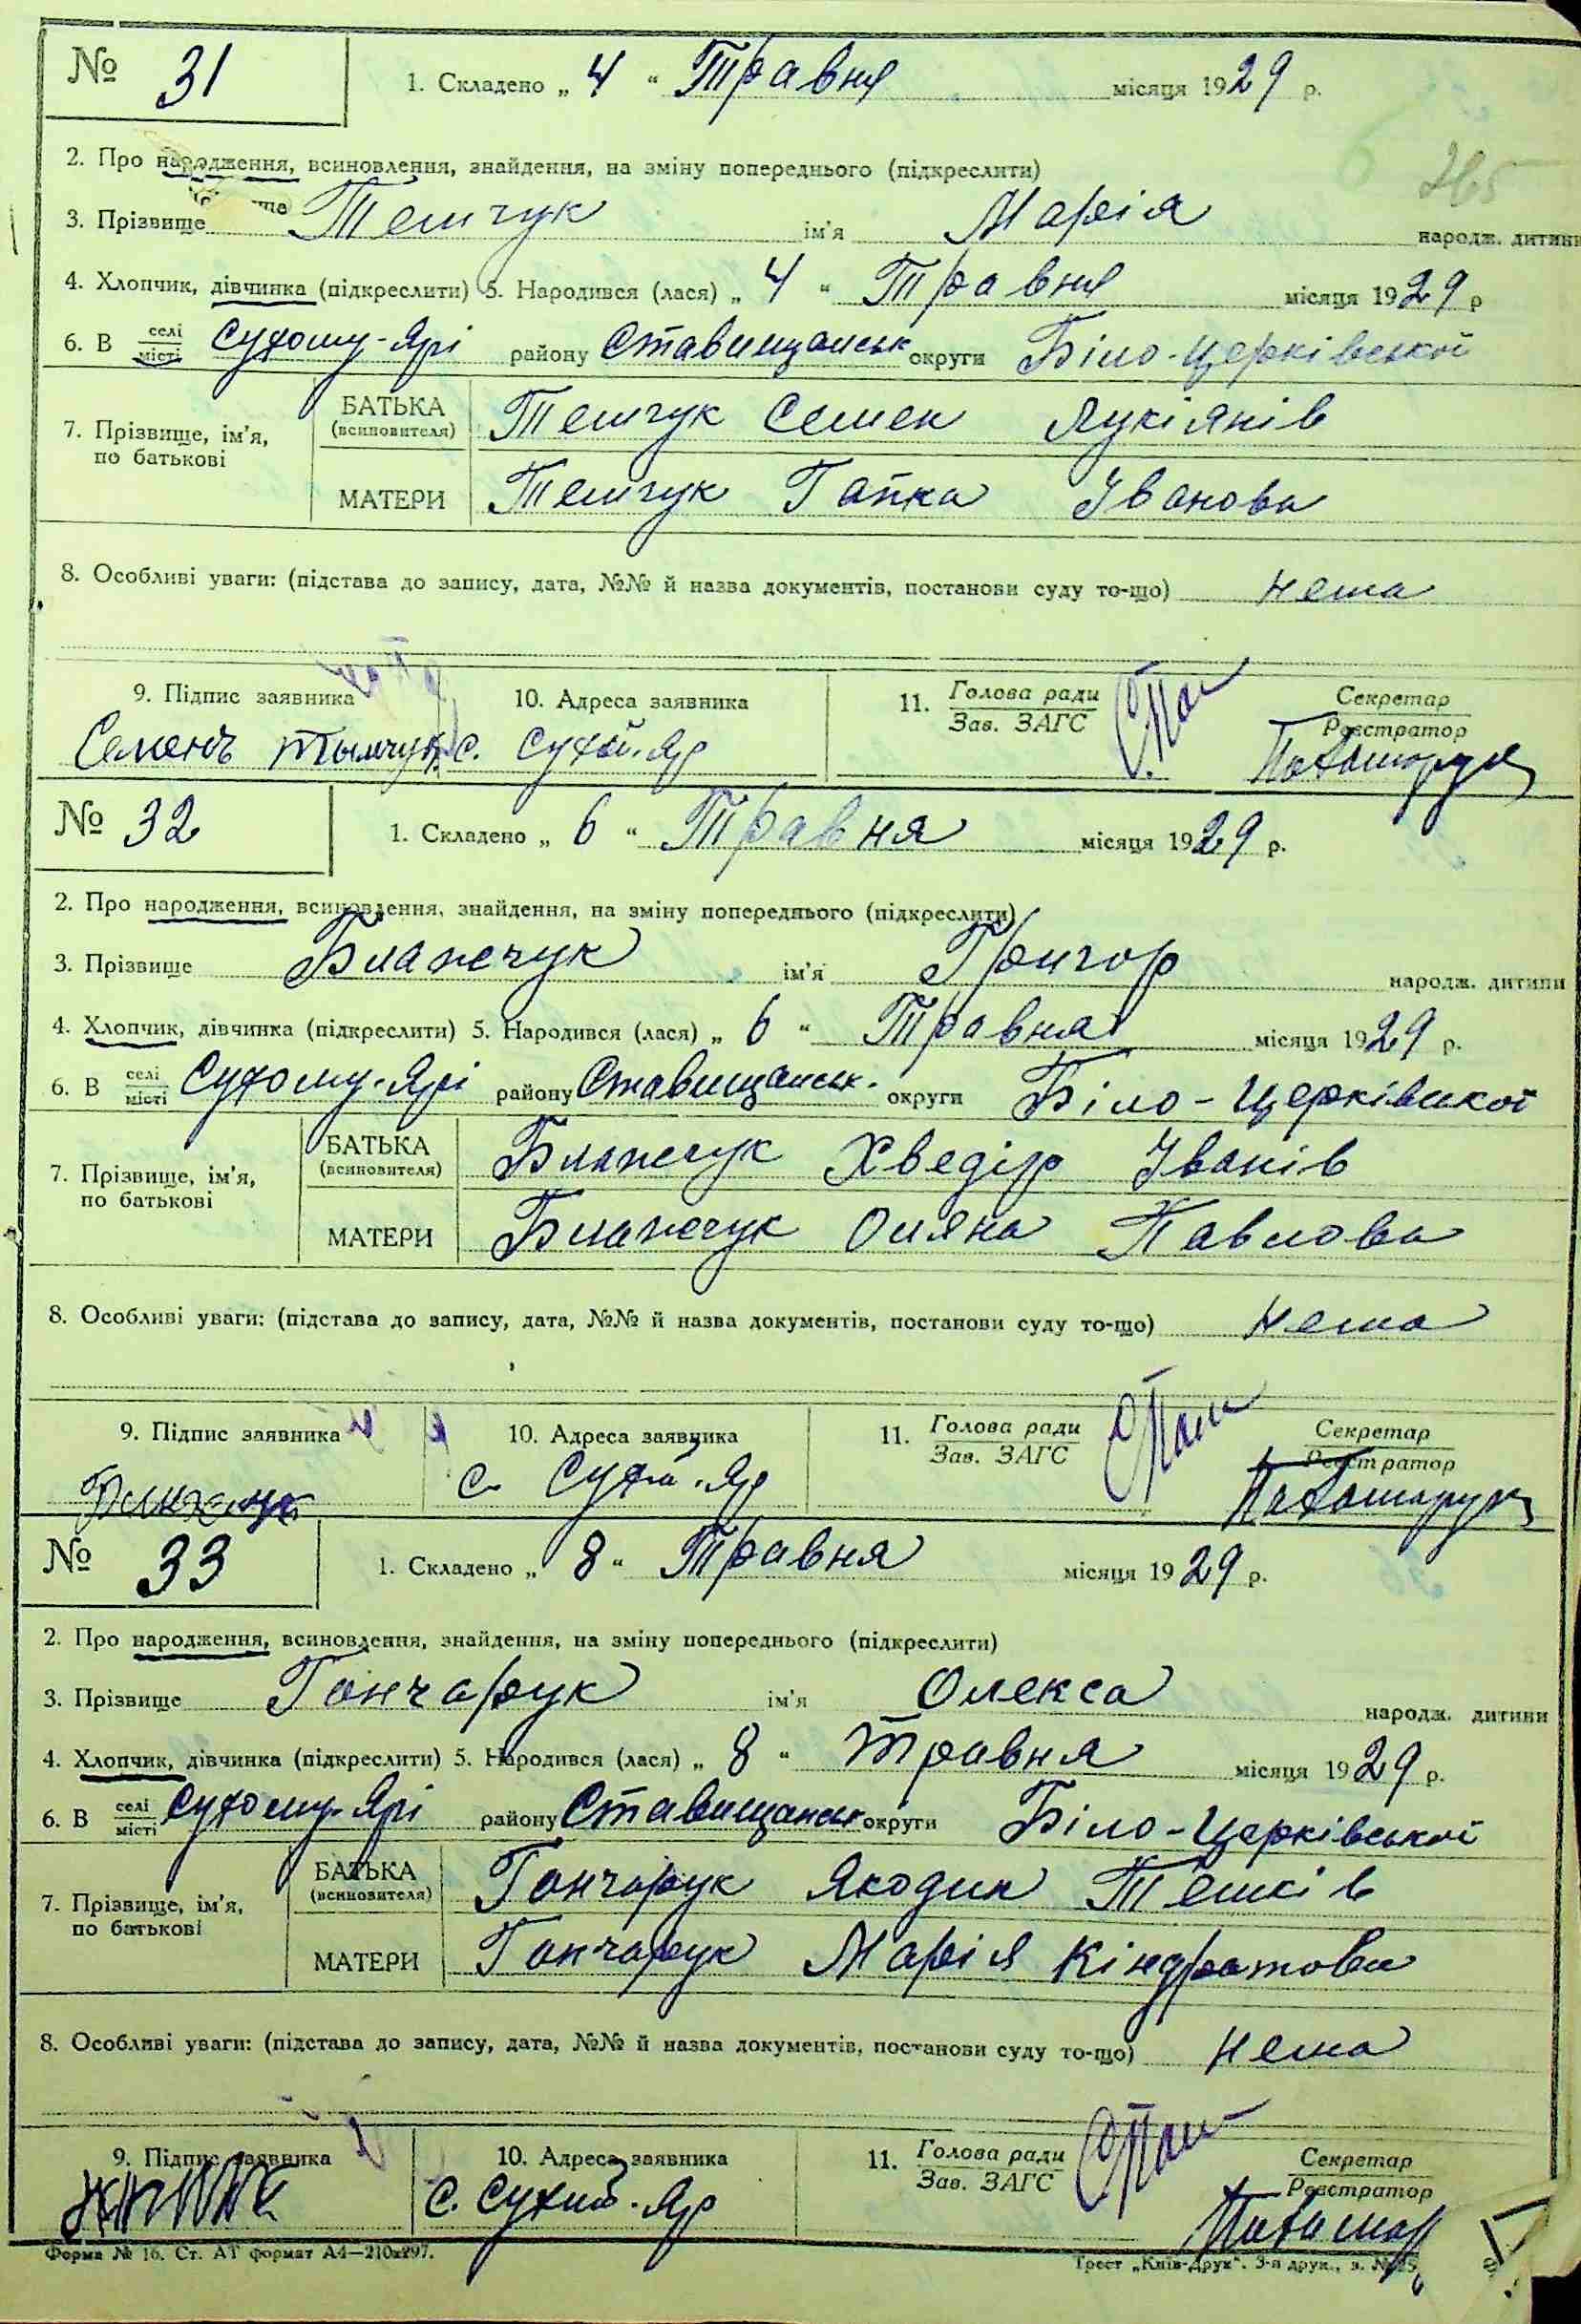 № 31 1. Складено „ 4 “ Травня місяця 1929 р.
2. Про народження, всиновлення, знайдення, на зміну попереднього (підкреслити)
265
3. Прізвище Темчук ім'я Марія народж. дитини
4. Хлопчик, дівчинка (підкреслити) 5. Народився (лася) „ 4 “ Травня місяця 1929 р
6. В селі/місті Сухому-Ярі району Ставищанськ округи Біло-Церківської
7. Прізвище, ім'я, по батькові
БАТЬКА (всиновителя) Темчук Семен Лукіянів
МАТЕРИ Темчук Гапка Іванова
8. Особливі уваги: (підстава до запису, дата, №№ й назва документів, постанови суду то-що) нема
9. Підпис заявника 10. Адреса заявника 11. Голова ради Зав. ЗАГС Секретар Реєстратор
Семенъ Тымчук с. Сухий-Яр
№ 32 1. Складено „ 6 “ Травня місяця 1929 р.
2. Про народження, всиновлення, знайдення, на зміну попереднього (підкреслити)
3. Прізвище Блажчук ім'я Григор народж. дитини
4. Хлопчик, дівчинка (підкреслити) 5. Народився (лася) „ 6 “ Травня місяця 1929 р.
6. В селі/місті Сухому-Ярі району Ставищанськ. округи Біло-Церківської
7. Прізвище, ім'я, по батькові
БАТЬКА (всиновителя) Блажчук Хведір Іванів
МАТЕРИ Блажчук Оляна Павлова
8. Особливі уваги: (підстава до запису, дата, №№ й назва документів, постанови суду то-що) нема
9. Підпис заявника 10. Адреса заявника 11. Голова ради Зав. ЗАГС Секретар Реєстратор
с. Сухий-Яр
№ 33 1. Складено „ 8 “ Травня місяця 1929 р.
2. Про народження, всиновлення, знайдення, на зміну попереднього (підкреслити)
3. Прізвище Гончарук ім'я Олекса народж. дитини
4. Хлопчик, дівчинка (підкреслити) 5. Народився (лася) „ 8 “ травня місяця 1929 р.
6. В селі/місті Сухому-Ярі району Ставищанськ округи Біло-Церківської
7. Прізвище, ім'я, по батькові
БАТЬКА (всиновителя) Гончарук Якодин
МАТЕРИ Гончарук Марія Кіндратова
8. Особливі уваги: (підстава до запису, дата, №№ й назва документів, постанови суду то-що) нема
9. Підпис заявника 10. Адреса заявника 11. Голова ради Зав. ЗАГС Секретар Реєстратор
с. Сухий-Яр
Форма № 16. Ст. АТ формат А4—210х297. Трест „Київ-Друк“. 3-я друк., з. №